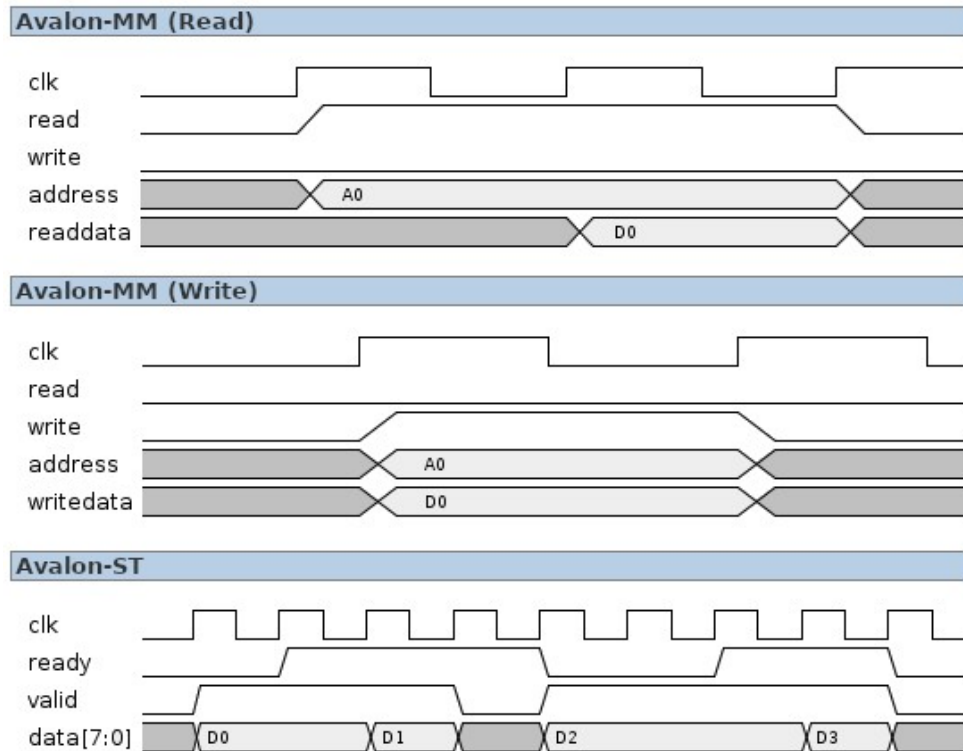 Avalon-MM (Read)
clk
read
write
address A0
readdata D0
Avalon-MM (Write)
clk
read
write
address A0
writedata D0
Avalon-ST
clk
ready
valid
data[7:0] D0 D1 D2 D3